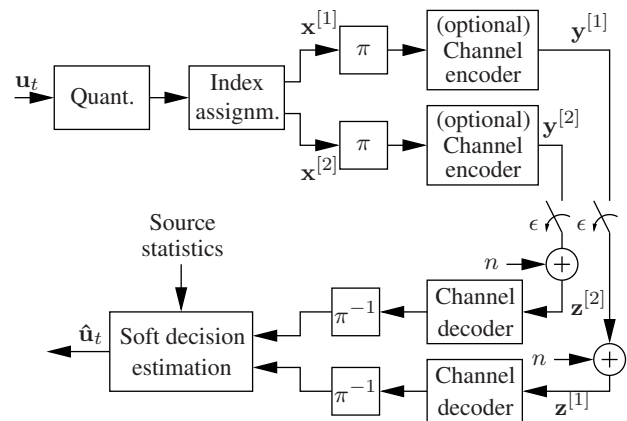 x^[1]
(optional)
Channel
encoder
π
y^[1]
u_t
Quant.
Index
assignm.
x^[2]
π
(optional)
Channel
encoder
y^[2]
ϵ
ϵ
Source
statistics
n
z^[2]
Soft decision
estimation
π^−1
Channel
decoder
û_t
n
π^−1
Channel
decoder
z^[1]